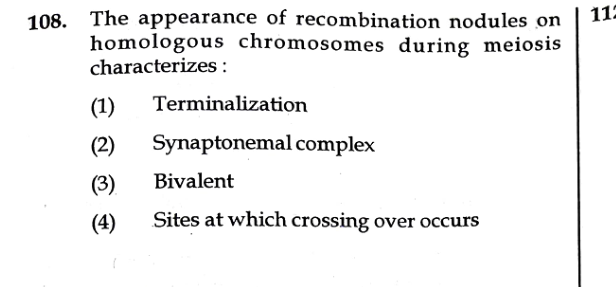 108. The appearance of recombination nodules on
homologous chromosomes during meiosis
characterizes :
(1) Terminalization
(2) Synaptonemal complex
(3) Bivalent
(4) Sites at which crossing over occurs